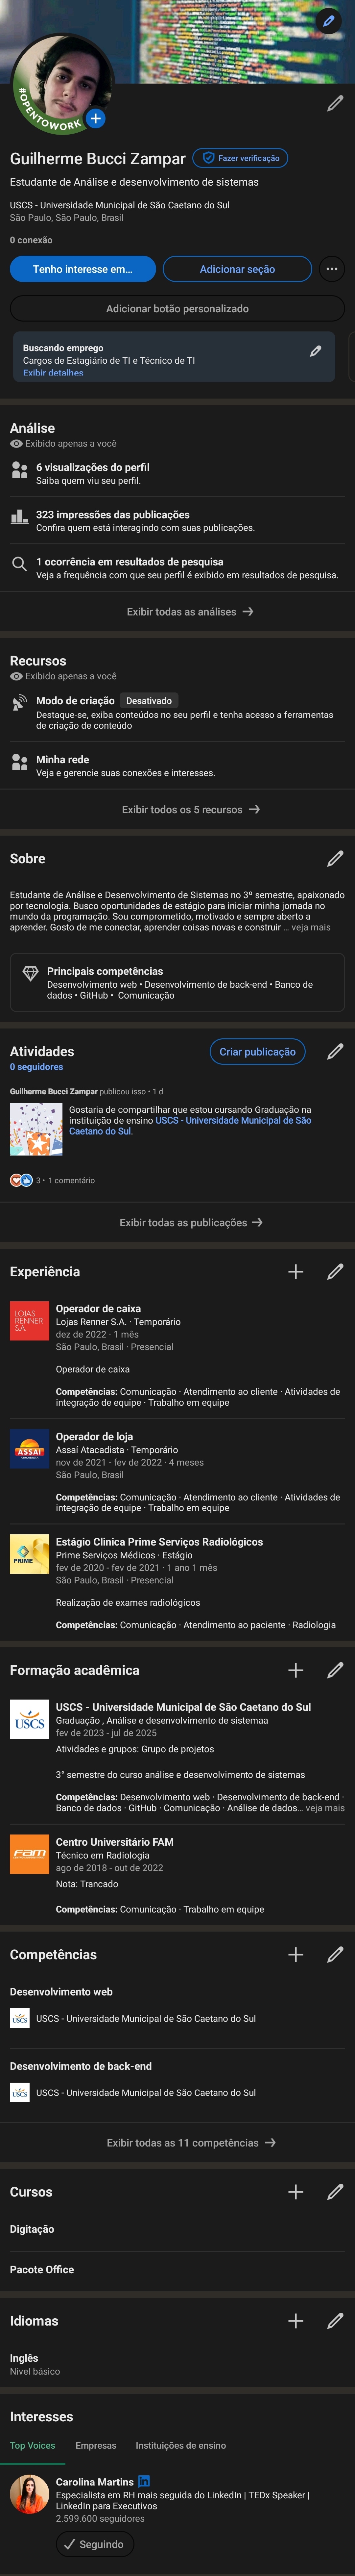 #OPENTOWORK
Guilherme Bucci Zampar
Fazer verificação
Estudante de Análise e desenvolvimento de sistemas
USCS - Universidade Municipal de São Caetano do Sul
São Paulo, São Paulo, Brasil
0 conexão
Tenho interesse em...
Adicionar seção
Adicionar botão personalizado
Buscando emprego
Cargos de Estagiário de TI e Técnico de TI
Exibir detalhes
Análise
Exibido apenas a você
6 visualizações do perfil
Saiba quem viu seu perfil.
323 impressões das publicações
Confira quem está interagindo com suas publicações.
1 ocorrência em resultados de pesquisa
Veja a frequência com que seu perfil é exibido em resultados de pesquisa.
Exibir todas as análises →
Recursos
Exibido apenas a você
Modo de criação Desativado
Destaque-se, exiba conteúdos no seu perfil e tenha acesso a ferramentas
de criação de conteúdo
Minha rede
Veja e gerencie suas conexões e interesses.
Exibir todos os 5 recursos →
Sobre
Estudante de Análise e Desenvolvimento de Sistemas no 3º semestre, apaixonado
por tecnologia. Busco oportunidades de estágio para iniciar minha jornada no
mundo da programação. Sou comprometido, motivado e sempre aberto a
aprender. Gosto de me conectar, aprender coisas novas e construir ... veja mais
Principais competências
Desenvolvimento web • Desenvolvimento de back-end • Banco de
dados • GitHub • Comunicação
Atividades
0 seguidores
Criar publicação
Guilherme Bucci Zampar publicou isso • 1 d
Gostaria de compartilhar que estou cursando Graduação na
instituição de ensino USCS - Universidade Municipal de São
Caetano do Sul.
3 • 1 comentário
Exibir todas as publicações →
Experiência
LOJAS
RENNER
S.A.
Operador de caixa
Lojas Renner S.A. · Temporário
dez de 2022 · 1 mês
São Paulo, Brasil · Presencial
Operador de caixa
Competências: Comunicação · Atendimento ao cliente · Atividades de
integração de equipe · Trabalho em equipe
ASSAÍ
Operador de loja
Assaí Atacadista · Temporário
nov de 2021 - fev de 2022 · 4 meses
São Paulo, Brasil
Competências: Comunicação · Atendimento ao cliente · Atividades de
integração de equipe · Trabalho em equipe
PRIME
Estágio Clinica Prime Serviços Radiológicos
Prime Serviços Médicos · Estágio
fev de 2020 - fev de 2021 · 1 ano 1 mês
São Paulo, Brasil · Presencial
Realização de exames radiológicos
Competências: Comunicação · Atendimento ao paciente · Radiologia
Formação acadêmica
USCS
USCS - Universidade Municipal de São Caetano do Sul
Graduação , Análise e desenvolvimento de sistemaa
fev de 2023 - jul de 2025
Atividades e grupos: Grupo de projetos
3° semestre do curso análise e desenvolvimento de sistemas
Competências: Desenvolvimento web · Desenvolvimento de back-end ·
Banco de dados · GitHub · Comunicação · Análise de dados... veja mais
Fam
Centro Universitário FAM
Técnico em Radiologia
ago de 2018 - out de 2022
Nota: Trancado
Competências: Comunicação · Trabalho em equipe
Competências
Desenvolvimento web
USCS
USCS - Universidade Municipal de São Caetano do Sul
Desenvolvimento de back-end
USCS
USCS - Universidade Municipal de São Caetano do Sul
Exibir todas as 11 competências →
Cursos
Digitação
Pacote Office
Idiomas
Inglês
Nível básico
Interesses
Top Voices
Empresas
Instituições de ensino
Carolina Martins in
Especialista em RH mais seguida do LinkedIn | TEDx Speaker |
LinkedIn para Executivos
2.599.600 seguidores
Seguindo